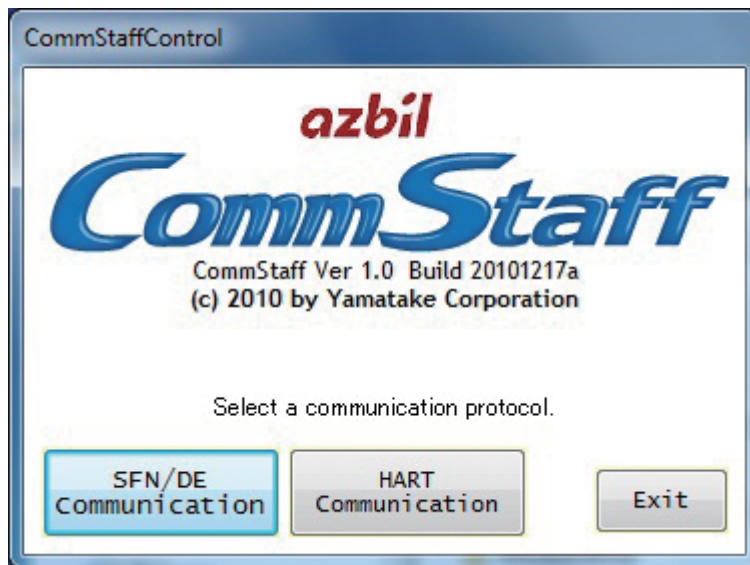 CommStaffControl
azbil
CommStaff
CommStaff Ver 1.0 Build 20101217a
(c) 2010 by Yamatake Corporation
Select a communication protocol.
SFN/DE
Communication
HART
Communication
Exit